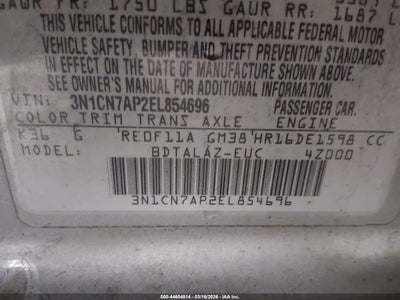 GAWR FR: 1750 LBS GAWR RR: 1687 L
THIS VEHICLE CONFORMS TO ALL APPLICABLE FEDERAL MOTOR
VEHICLE SAFETY, BUMPER AND THEFT PREVENTION STANDARDS
IN EFFECT ON THE DATE OF MANUFACTURE SHOWN ABOVE.
SEE OWNER'S MANUAL FOR ADDITIONAL INFORMATION.
VIN: 3N1CN7AP2EL854696 PASSENGER CAR.
COLOR TRIM TRANS AXLE ENGINE
K36 G RE0F11A GM38 HR16DE1598 CC
MODEL: BDTALAZ-EUC 4Z000
3N1CN7AP2EL854696
000-44604814 | 03/16/2026 | IAA Inc.